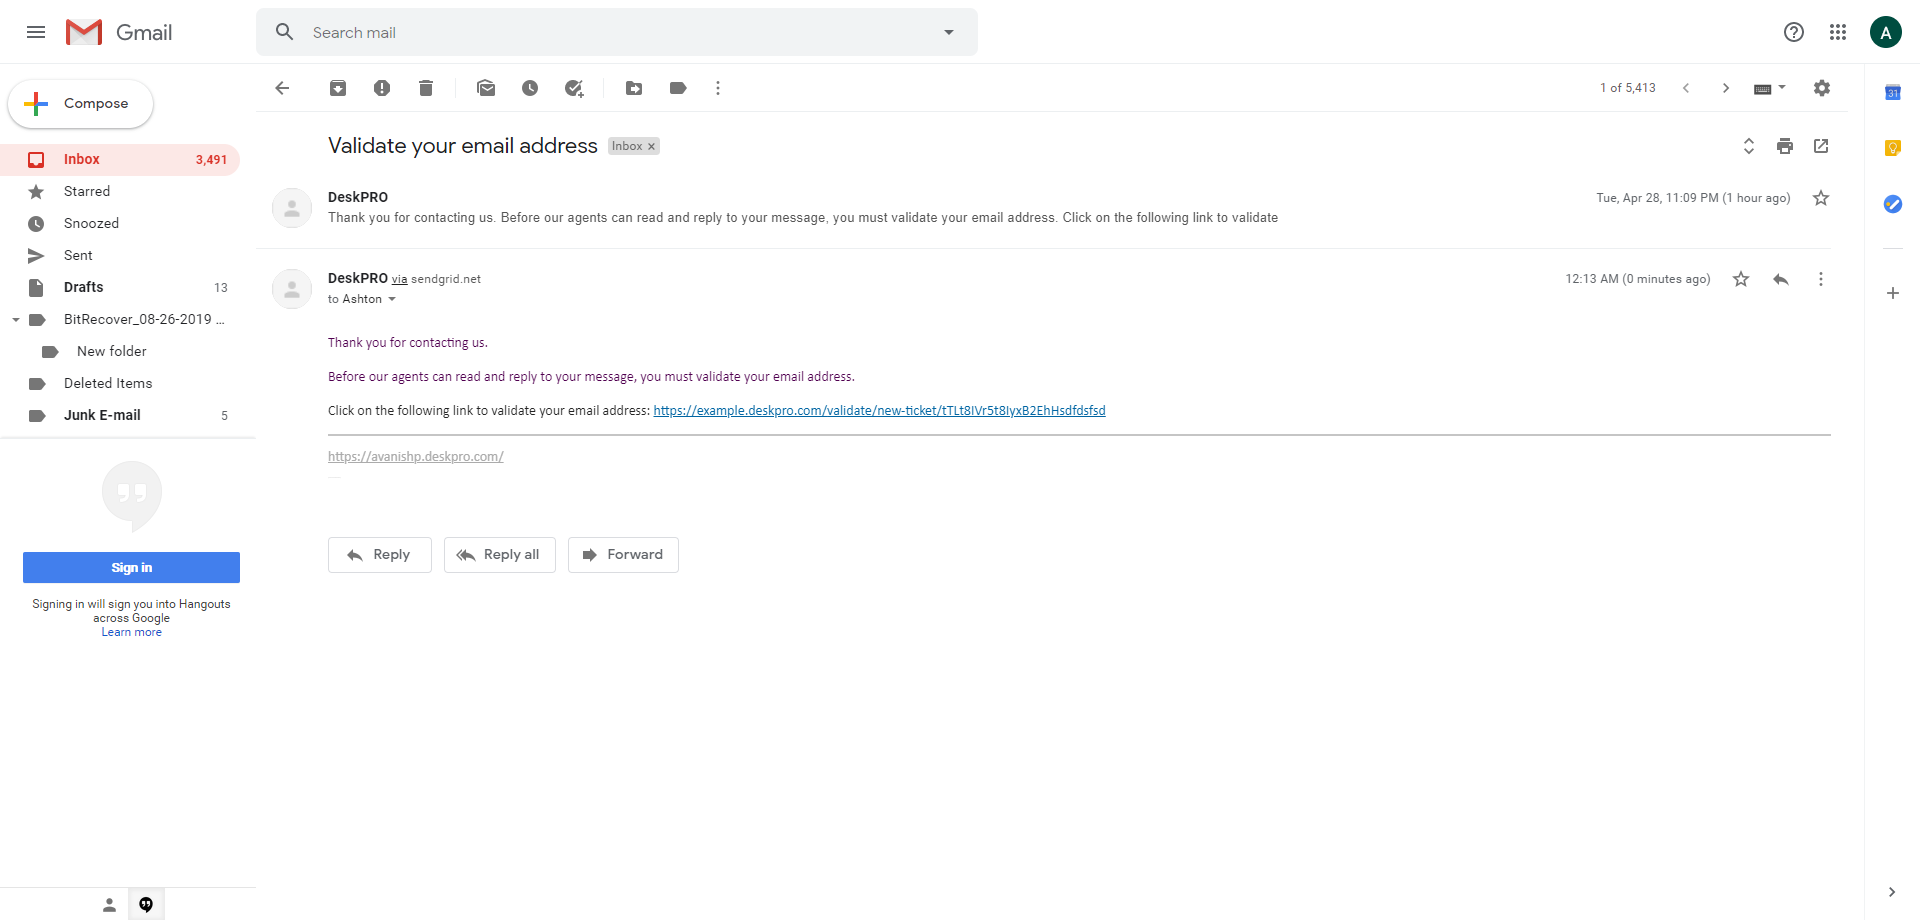 Gmail
Search mail
A
Compose
1 of 5,413
31
Validate your email address
Inbox ×
Inbox 3,491
Starred
Snoozed
Sent
Drafts 13
BitRecover_08-26-2019 ...
New folder
Deleted Items
Junk E-mail 5
DeskPRO
Tue, Apr 28, 11:09 PM (1 hour ago)
Thank you for contacting us. Before our agents can read and reply to your message, you must validate your email address. Click on the following link to validate
DeskPRO via sendgrid.net
12:13 AM (0 minutes ago)
to Ashton
Thank you for contacting us.
Before our agents can read and reply to your message, you must validate your email address.
Click on the following link to validate your email address: https://example.deskpro.com/validate/new-ticket/tTLt8IVr5t8IyxB2EhHsdfdsfsd
https://avanishp.deskpro.com/
Reply
Reply all
Forward
Sign in
Signing in will sign you into Hangouts
across Google
Learn more